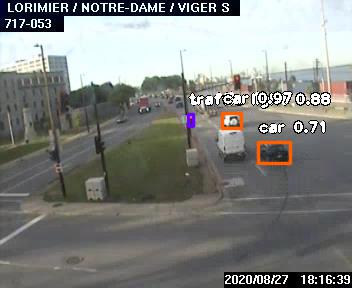 LORIMIER / NOTRE-DAME / VIGER S
717-053
car 0.97
0.88
car 0.71
2020/08/27 18:16:39